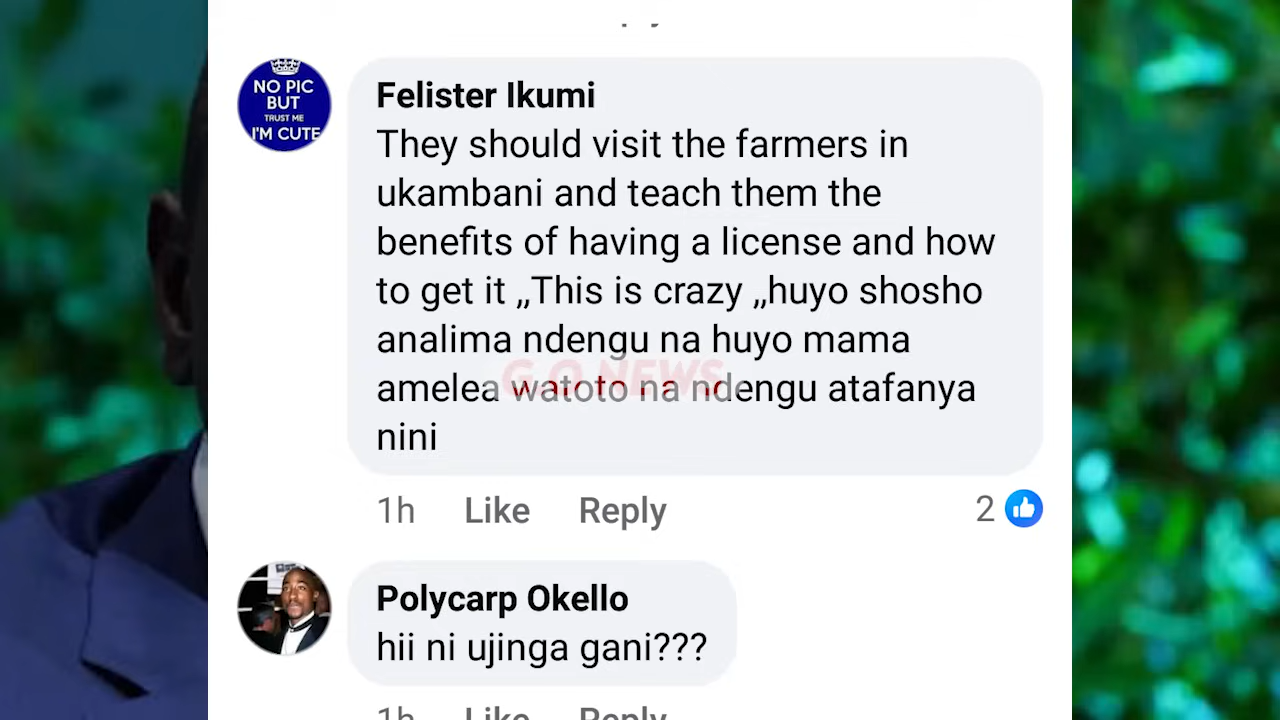 NO PIC
BUT
TRUST ME
I'M CUTE
Felister Ikumi
They should visit the farmers in
ukambani and teach them the
benefits of having a license and how
to get it ,,This is crazy ,,huyo shosho
analima ndengu na huyo mama
amelea watoto na ndengu atafanya
nini
G.O NEWS
1h Like Reply 2
Polycarp Okello
hii ni ujinga gani???
1h Like Reply